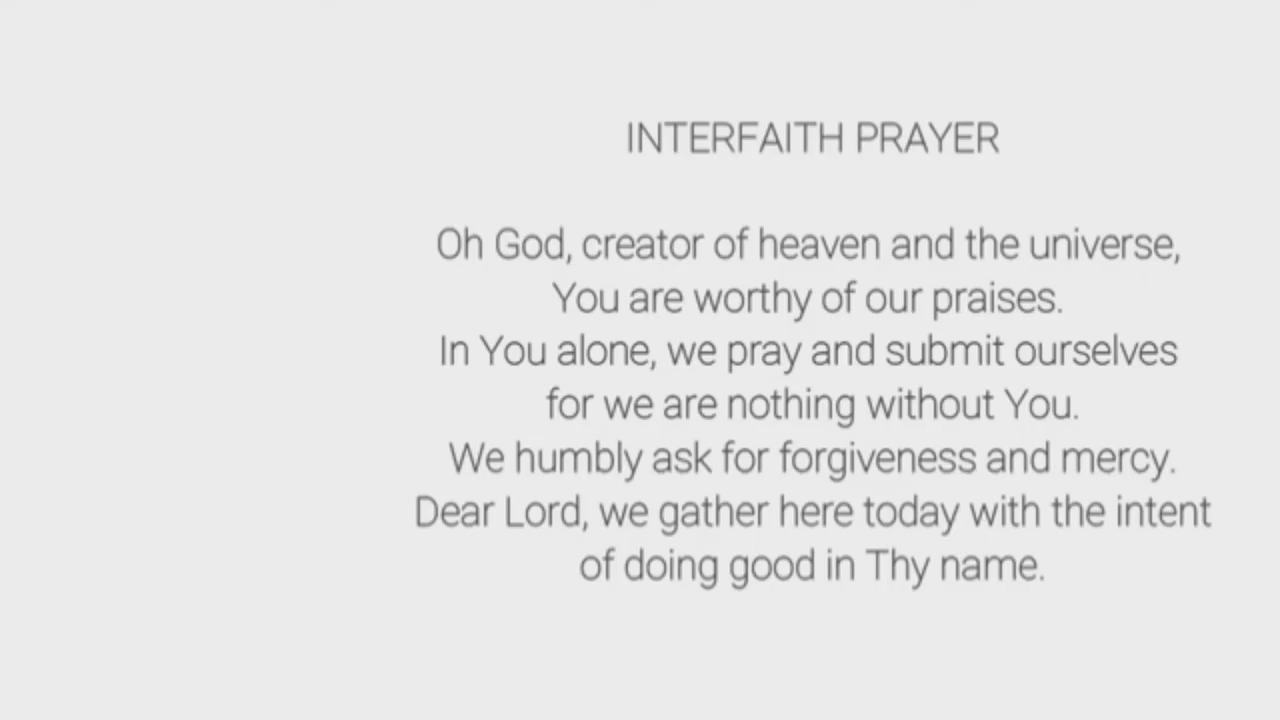 INTERFAITH PRAYER
Oh God, creator of heaven and the universe,
You are worthy of our praises.
In You alone, we pray and submit ourselves
for we are nothing without You.
We humbly ask for forgiveness and mercy.
Dear Lord, we gather here today with the intent
of doing good in Thy name.